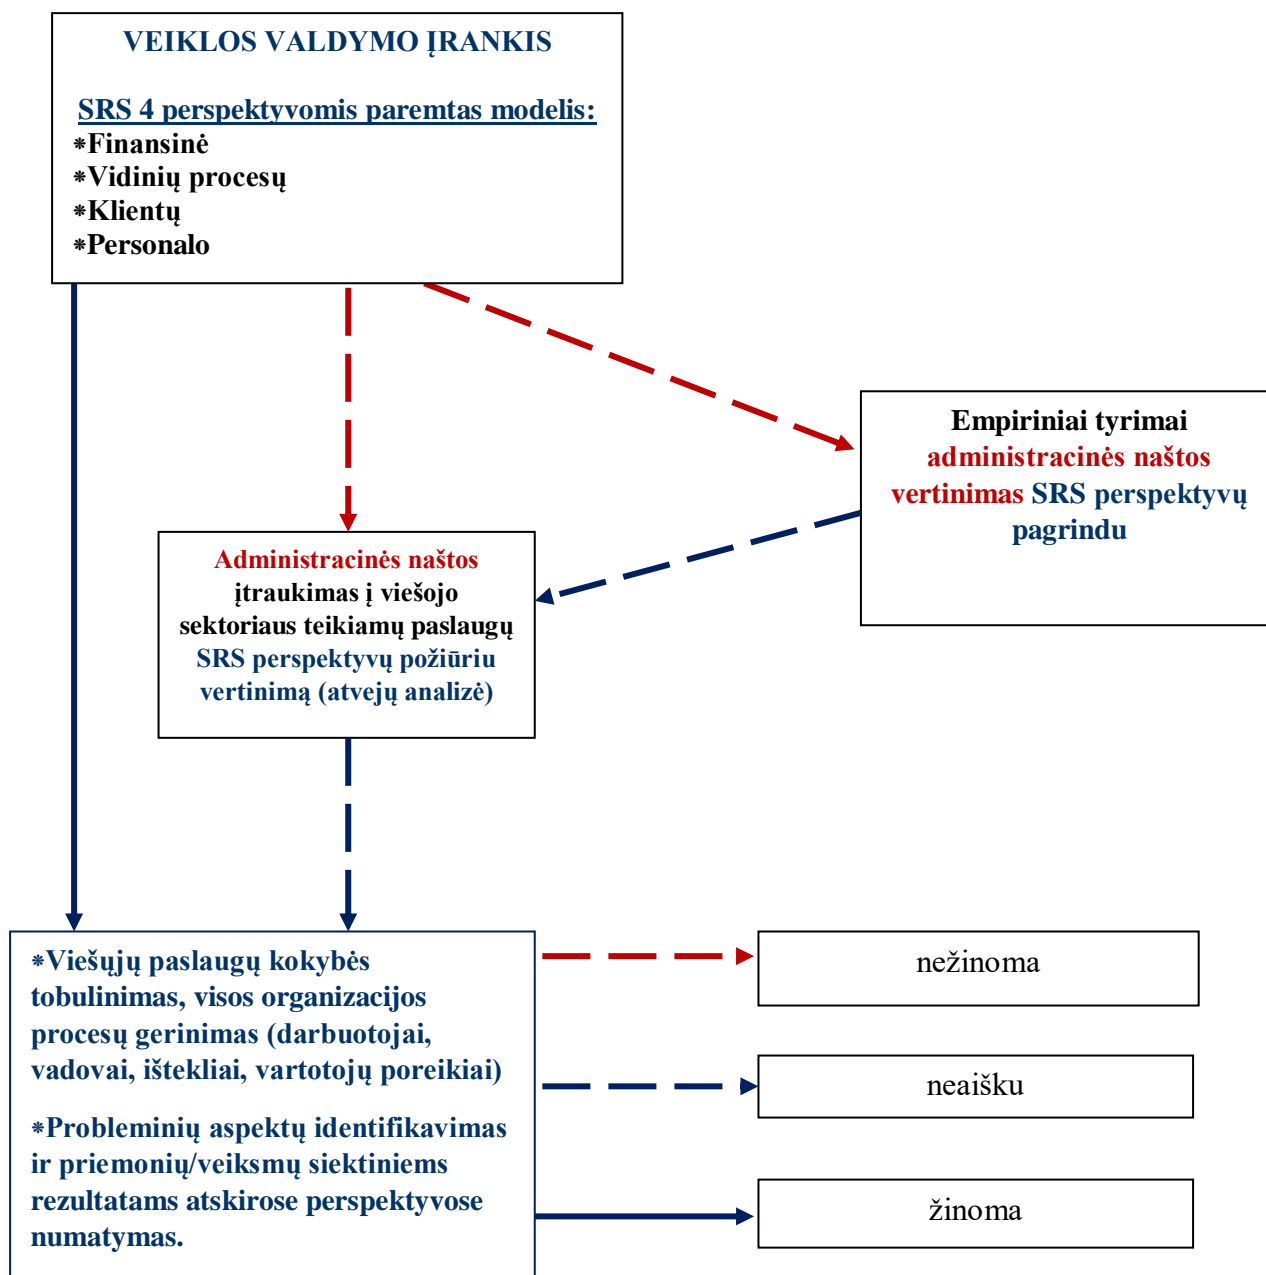 VEIKLOS VALDYMO ĮRANKIS
SRS 4 perspektyvomis paremtas modelis:
*Finansinė
*Vidinių procesų
*Klientų
*Personalo
Empiriniai tyrimai
administracinės naštos
vertinimas SRS perspektyvų
pagrindu
Administracinės naštos
įtraukimas į viešojo
sektoriaus teikiamų paslaugų
SRS perspektyvų požiūriu
vertinimą (atvejų analizė)
*Viešųjų paslaugų kokybės
tobulinimas, visos organizacijos
procesų gerinimas (darbuotojai,
vadovai, ištekliai, vartotojų poreikiai)
*Probleminių aspektų identifikavimas
ir priemonių/veiksmų siektiniems
rezultatams atskirose perspektyvose
numatymas.
nežinoma
neaišku
žinoma